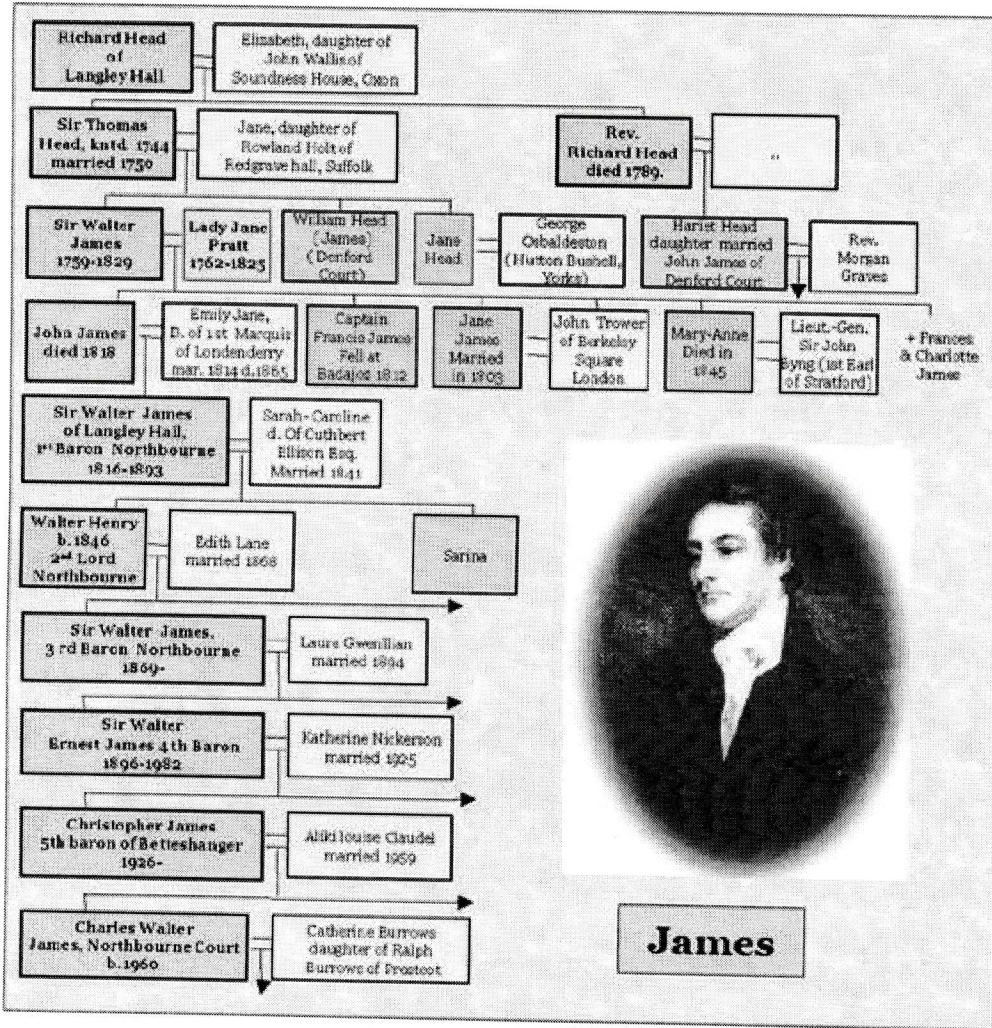 Richard Head
of
Langley Hall
Elizabeth, daughter of
John Wallis of
Soundness House, Oxon
Sir Thomas
Head, kntd. 1744
married 1750
Jane, daughter of
Rowland Holt of
Redgrave hall, Suffolk
Rev.
Richard Head
died 1789.
"
Sir Walter
James
1759-1829
Lady Jane
Pratt
1762-1825
William Head
(James)
(Denford
Court)
Jane
Head
George
Osbaldeston
(Hutton Bushell,
Yorks)
Hariet Head
daughter married
John James of
Denford Court
Rev.
Morgan
Graves
John James
died 1818
Emily Jane,
D. of 1st Marquis
of Londenderry
mar. 1814 d.1865
Captain
Francis James
Fell at
Badajos 1812
Jane
James
Married
in 1803
John Trower
of Berkeley
Square
London
Mary-Anne
Died in
1845
Lieut.-Gen.
Sir John
Byng (1st Earl
of Stratford)
+ Frances
& Charlotte
James
Sir Walter James
of Langley Hall,
1st Baron Northbourne
1816-1893
Sarah-Caroline
d. Of Cuthbert
Ellison Esq.
Married 1841
Walter Henry
b. 1846
2nd Lord
Northbourne
Edith Lane
married 1868
Sarina
Sir Walter James,
3 rd Baron Northbourne
1869-
Laura Gwenllian
married 1894
Sir Walter
Ernest James 4th Baron
1896-1982
Katherine Nickerson
married 1925
Christopher James
5th baron of Betteshanger
1926-
Aliki louise Claudel
married 1959
Charles Walter
James, Northbourne Court
b. 1960
Catherine Burrows
daughter of Ralph
Burrows of
James